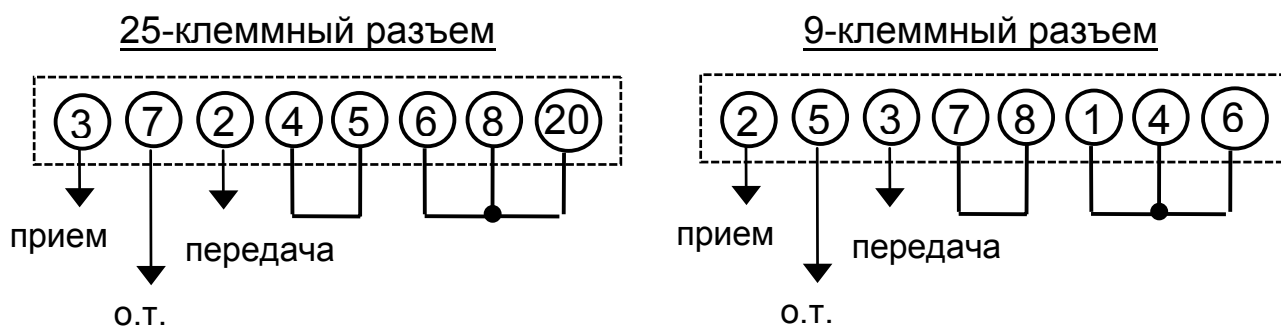 25-клеммный разъем
3 7 2 4 5 6 8 20
прием
передача
о.т.
9-клеммный разъем
2 5 3 7 8 1 4 6
прием
передача
о.т.